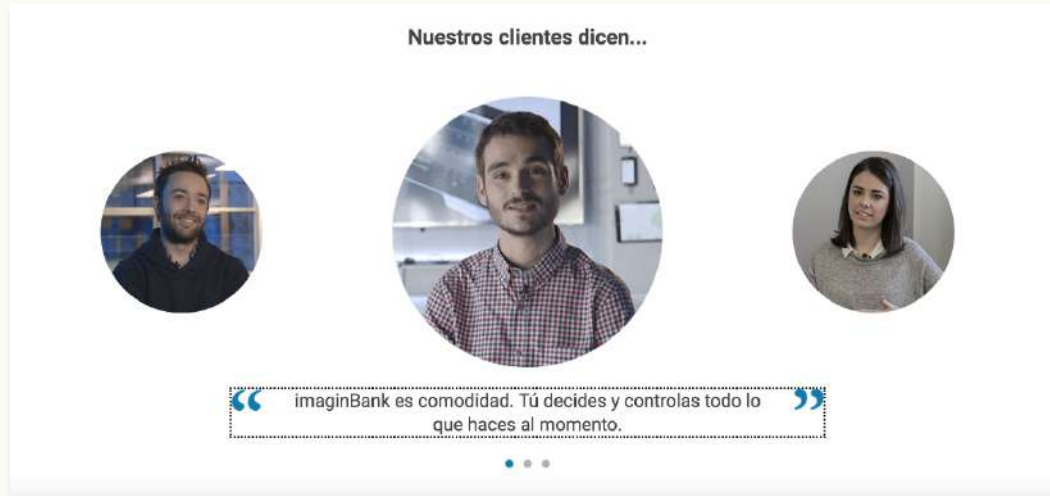 Nuestros clientes dicen...
“ imaginBank es comodidad. Tú decides y controlas todo lo ”
que haces al momento.